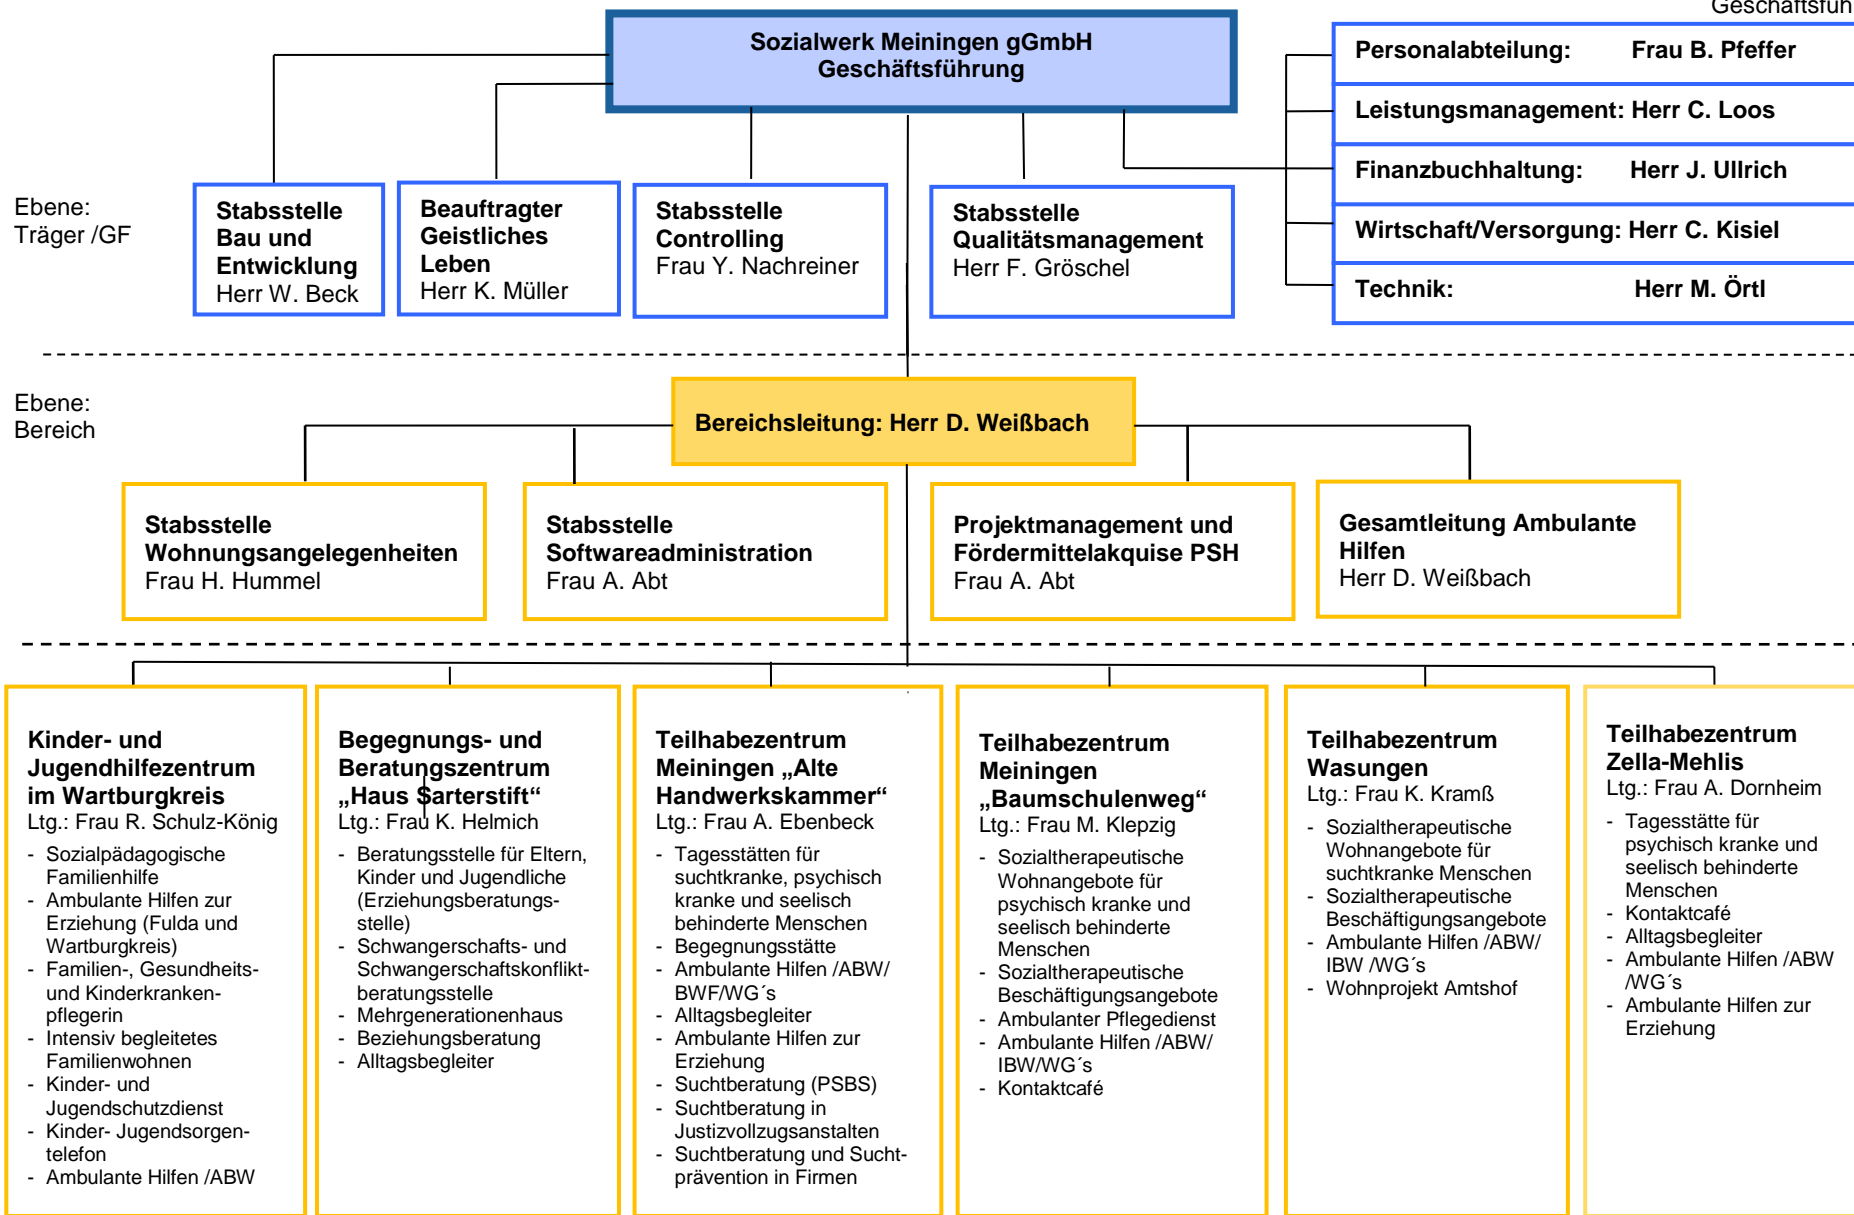 Geschäftsfüh
Sozialwerk Meiningen gGmbH
Geschäftsführung
Personalabteilung: Frau B. Pfeffer
Leistungsmanagement: Herr C. Loos
Finanzbuchhaltung: Herr J. Ullrich
Wirtschaft/Versorgung: Herr C. Kisiel
Technik: Herr M. Örtl
Ebene:
Träger /GF
Stabsstelle
Bau und
Entwicklung
Herr W. Beck
Beauftragter
Geistliches
Leben
Herr K. Müller
Stabsstelle
Controlling
Frau Y. Nachreiner
Stabsstelle
Qualitätsmanagement
Herr F. Gröschel
Ebene:
Bereich
Bereichsleitung: Herr D. Weißbach
Stabsstelle
Wohnungsangelegenheiten
Frau H. Hummel
Stabsstelle
Softwareadministration
Frau A. Abt
Projektmanagement und
Fördermittelakquise PSH
Frau A. Abt
Gesamtleitung Ambulante
Hilfen
Herr D. Weißbach
Kinder- und
Jugendhilfezentrum
im Wartburgkreis
Ltg.: Frau R. Schulz-König
- Sozialpädagogische
Familienhilfe
- Ambulante Hilfen zur
Erziehung (Fulda und
Wartburgkreis)
- Familien-, Gesundheits-
und Kinderkranken-
pflegerin
- Intensiv begleitetes
Familienwohnen
- Kinder- und
Jugendschutzdienst
- Kinder- Jugendsorgen-
telefon
- Ambulante Hilfen /ABW
Begegnungs- und
Beratungszentrum
„Haus Sarterstift“
Ltg.: Frau K. Helmich
- Beratungsstelle für Eltern,
Kinder und Jugendliche
(Erziehungsberatungs-
stelle)
- Schwangerschafts- und
Schwangerschaftskonflikt-
beratungsstelle
- Mehrgenerationenhaus
- Beziehungsberatung
- Alltagsbegleiter
Teilhabezentrum
Meiningen „Alte
Handwerkskammer“
Ltg.: Frau A. Ebenbeck
- Tagesstätten für
suchtkranke, psychisch
kranke und seelisch
behinderte Menschen
- Begegnungsstätte
- Ambulante Hilfen /ABW/
BWF/WG´s
- Alltagsbegleiter
- Ambulante Hilfen zur
Erziehung
- Suchtberatung (PSBS)
- Suchtberatung in
Justizvollzugsanstalten
- Suchtberatung und Sucht-
prävention in Firmen
Teilhabezentrum
Meiningen
„Baumschulenweg“
Ltg.: Frau M. Klepzig
- Sozialtherapeutische
Wohnangebote für
psychisch kranke und
seelisch behinderte
Menschen
- Sozialtherapeutische
Beschäftigungsangebote
- Ambulanter Pflegedienst
- Ambulante Hilfen /ABW/
IBW/WG´s
- Kontaktcafé
Teilhabezentrum
Wasungen
Ltg.: Frau K. Kramß
- Sozialtherapeutische
Wohnangebote für
suchtkranke Menschen
- Sozialtherapeutische
Beschäftigungsangebote
- Ambulante Hilfen /ABW/
IBW /WG´s
- Wohnprojekt Amtshof
Teilhabezentrum
Zella-Mehlis
Ltg.: Frau A. Dornheim
- Tagesstätte für
psychisch kranke und
seelisch behinderte
Menschen
- Kontaktcafé
- Alltagsbegleiter
- Ambulante Hilfen /ABW
/WG´s
- Ambulante Hilfen zur
Erziehung